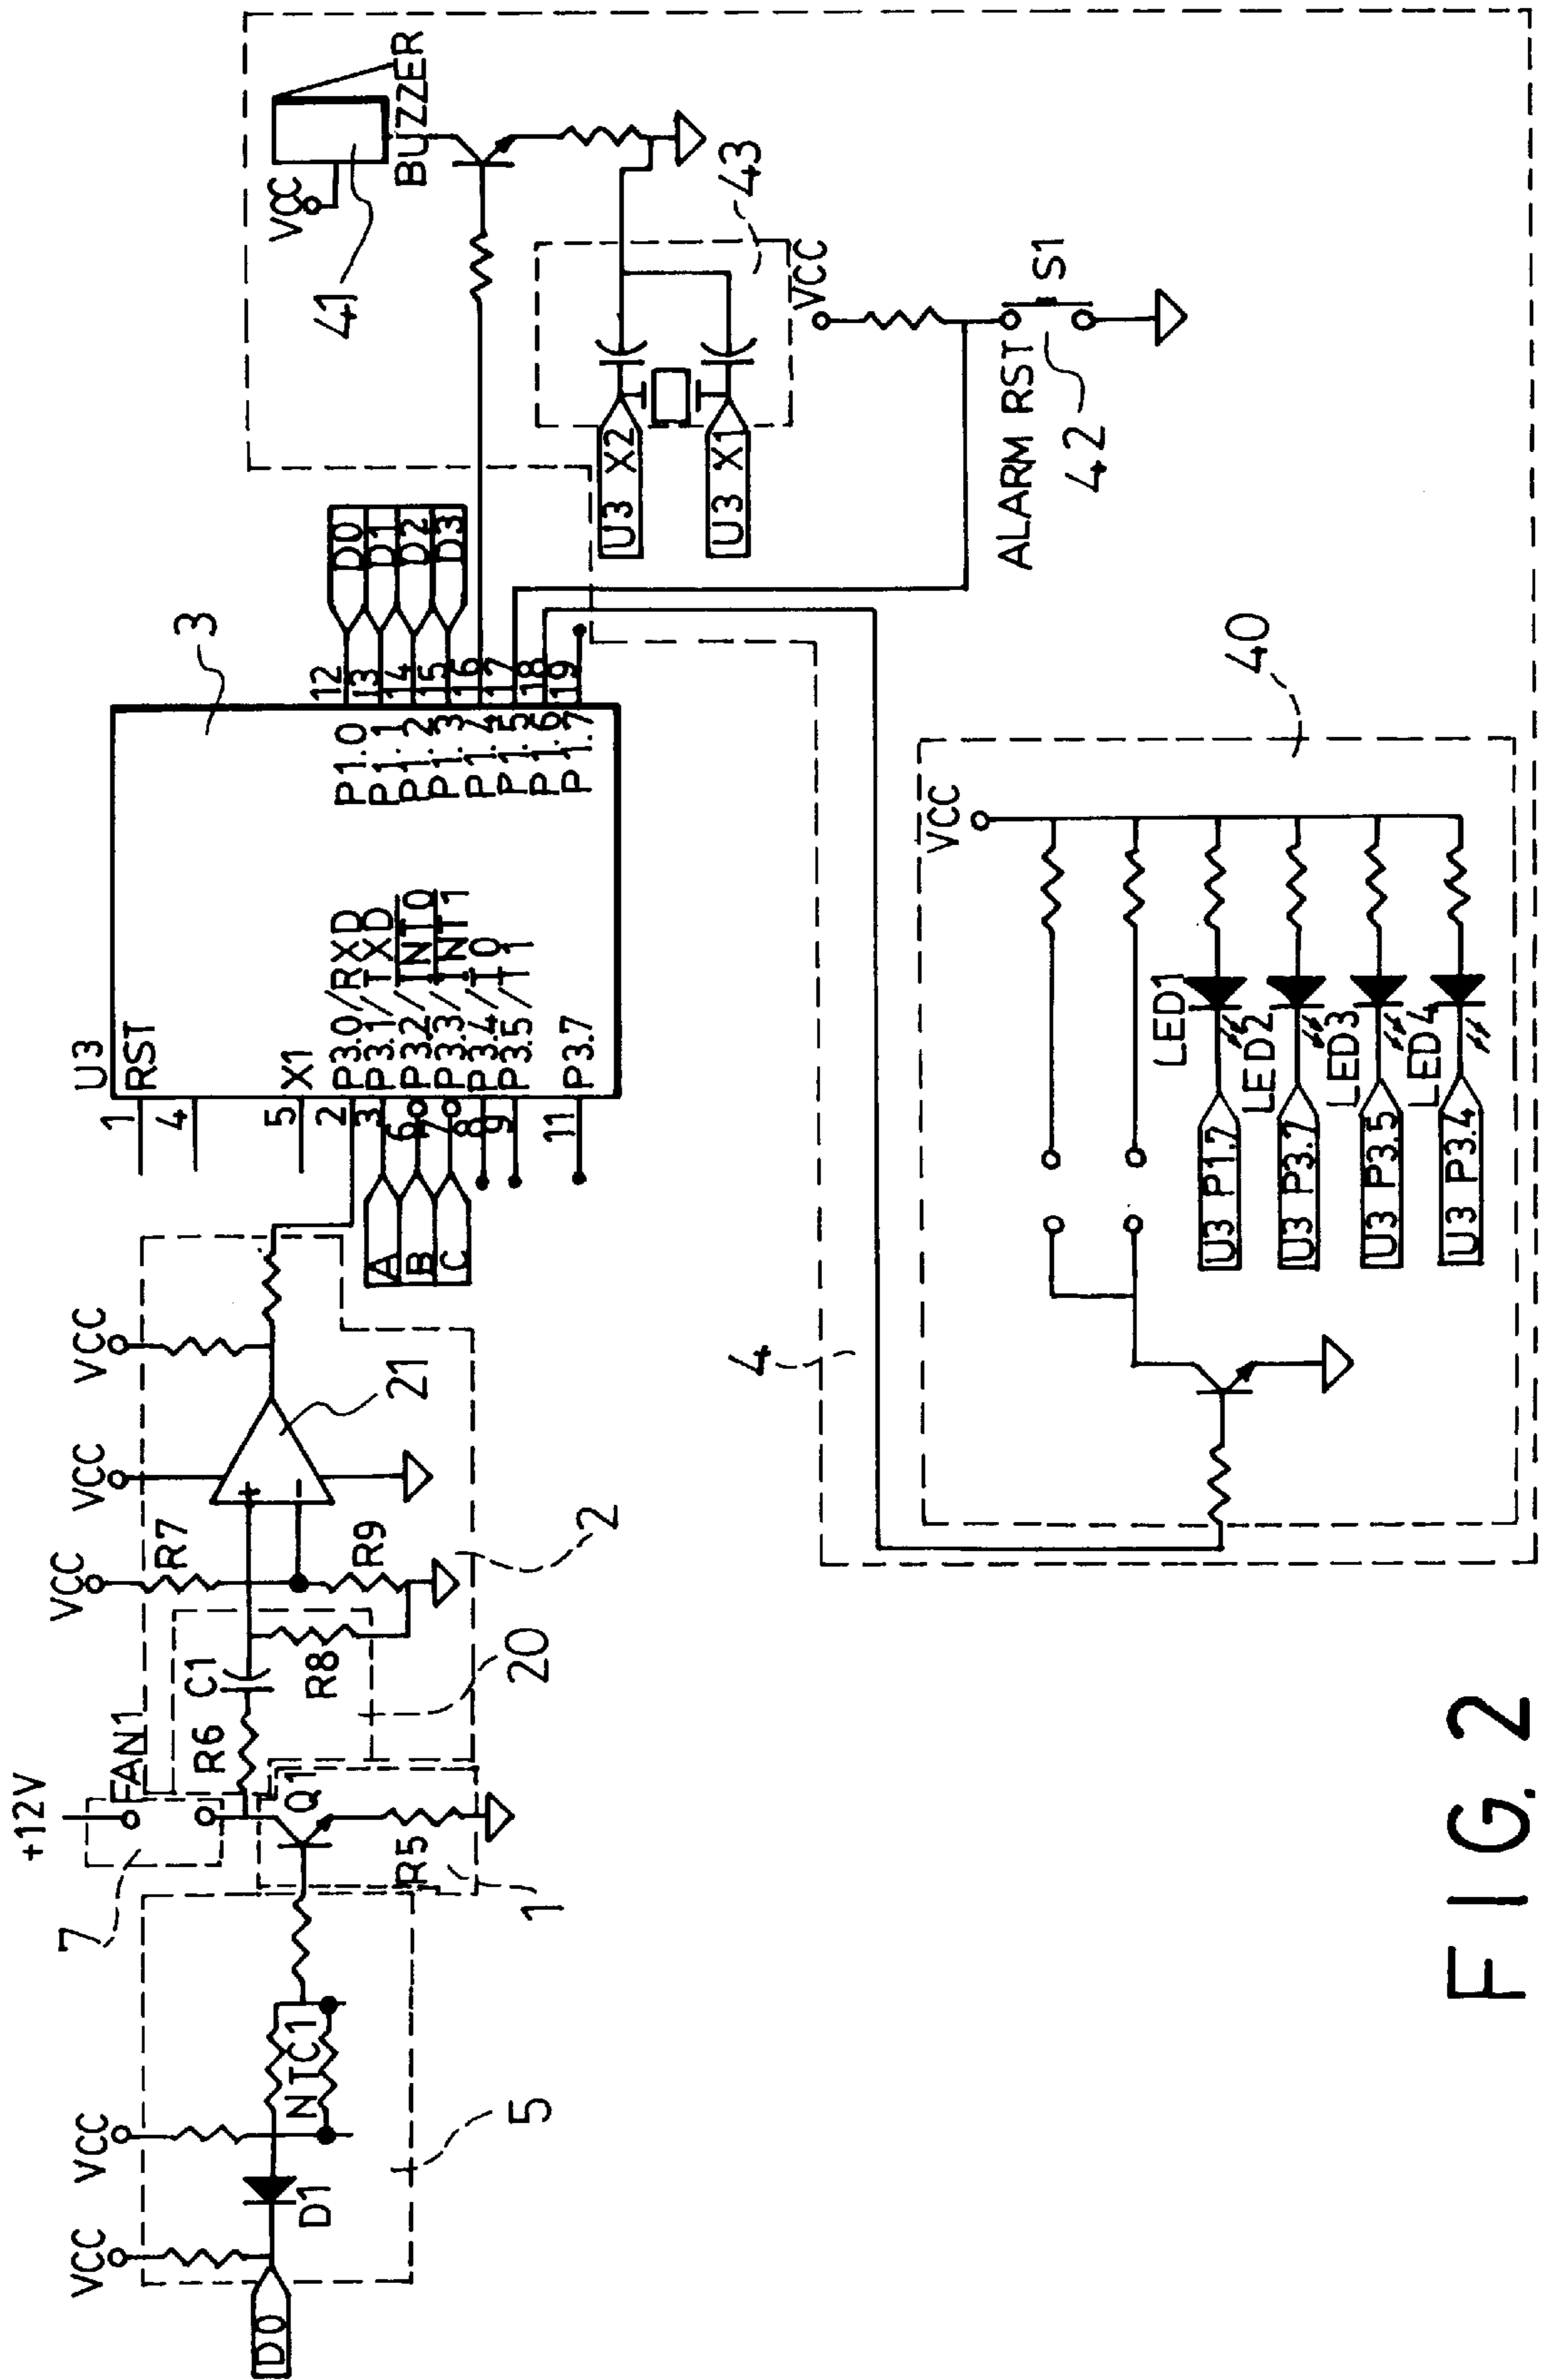 +12V
7
FAN1
VCC
VCC
D0
D1
NTC1
5
R5
1
Q1
R6
C1
R8
20
VCC
R7
R9
2
VCC
21
VCC
U3
3
1
RST
4
5
X1
2
P3.0/RXD
3
P3.1/TXD
6
P3.2/INT0
7
P3.3/INT1
8
P3.4/T0
9
P3.5/T1
11
P3.7
A
B
C
P1.0
12
D0
P1.1
13
D1
P1.2
14
D2
P1.3
15
D3
P1.4
16
P1.5
17
P1.6
18
P1.7
19
VCC
41
BUZZER
43
U3 X2
U3 X1
VCC
ALARM RST
S1
42
4
40
VCC
LED1
U3 P1.7
LED2
U3 P3.7
LED3
U3 P3.5
LED4
U3 P3.4
FIG. 2